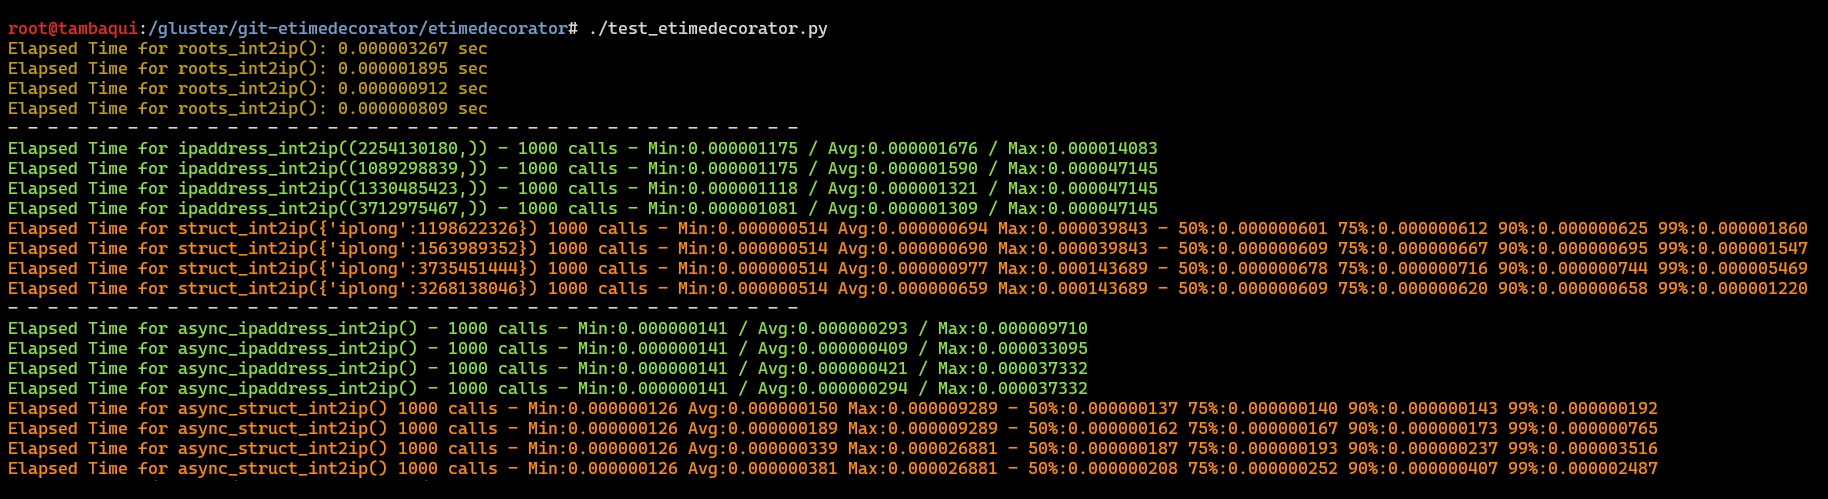 root@tambaqui:/gluster/git-etimedecorator/etimedecorator# ./test_etimedecorator.py
Elapsed Time for roots_int2ip(): 0.000003267 sec
Elapsed Time for roots_int2ip(): 0.000001895 sec
Elapsed Time for roots_int2ip(): 0.000000912 sec
Elapsed Time for roots_int2ip(): 0.000000809 sec
- - - - - - - - - - - - - - - - - - - - - - - - - - - - - - - - - - - - - - - -
Elapsed Time for ipaddress_int2ip((2254130180,)) - 1000 calls - Min:0.000001175 / Avg:0.000001676 / Max:0.000014083
Elapsed Time for ipaddress_int2ip((1089298839,)) - 1000 calls - Min:0.000001175 / Avg:0.000001590 / Max:0.000047145
Elapsed Time for ipaddress_int2ip((1330485423,)) - 1000 calls - Min:0.000001118 / Avg:0.000001321 / Max:0.000047145
Elapsed Time for ipaddress_int2ip((3712975467,)) - 1000 calls - Min:0.000001081 / Avg:0.000001309 / Max:0.000047145
Elapsed Time for struct_int2ip({'iplong':1198622326}) 1000 calls - Min:0.000000514 Avg:0.000000694 Max:0.000039843 - 50%:0.000000601 75%:0.000000612 90%:0.000000625 99%:0.000001860
Elapsed Time for struct_int2ip({'iplong':1563989352}) 1000 calls - Min:0.000000514 Avg:0.000000690 Max:0.000039843 - 50%:0.000000609 75%:0.000000667 90%:0.000000695 99%:0.000001547
Elapsed Time for struct_int2ip({'iplong':3735451444}) 1000 calls - Min:0.000000514 Avg:0.000000977 Max:0.000143689 - 50%:0.000000678 75%:0.000000716 90%:0.000000744 99%:0.000005469
Elapsed Time for struct_int2ip({'iplong':3268138046}) 1000 calls - Min:0.000000514 Avg:0.000000659 Max:0.000143689 - 50%:0.000000609 75%:0.000000620 90%:0.000000658 99%:0.000001220
- - - - - - - - - - - - - - - - - - - - - - - - - - - - - - - - - - - - - - - -
Elapsed Time for async_ipaddress_int2ip() - 1000 calls - Min:0.000000141 / Avg:0.000000293 / Max:0.000009710
Elapsed Time for async_ipaddress_int2ip() - 1000 calls - Min:0.000000141 / Avg:0.000000409 / Max:0.000033095
Elapsed Time for async_ipaddress_int2ip() - 1000 calls - Min:0.000000141 / Avg:0.000000421 / Max:0.000037332
Elapsed Time for async_ipaddress_int2ip() - 1000 calls - Min:0.000000141 / Avg:0.000000294 / Max:0.000037332
Elapsed Time for async_struct_int2ip() 1000 calls - Min:0.000000126 Avg:0.000000150 Max:0.000009289 - 50%:0.000000137 75%:0.000000140 90%:0.000000143 99%:0.000000192
Elapsed Time for async_struct_int2ip() 1000 calls - Min:0.000000126 Avg:0.000000189 Max:0.000009289 - 50%:0.000000162 75%:0.000000167 90%:0.000000173 99%:0.000000765
Elapsed Time for async_struct_int2ip() 1000 calls - Min:0.000000126 Avg:0.000000339 Max:0.000026881 - 50%:0.000000187 75%:0.000000193 90%:0.000000237 99%:0.000003516
Elapsed Time for async_struct_int2ip() 1000 calls - Min:0.000000126 Avg:0.000000381 Max:0.000026881 - 50%:0.000000208 75%:0.000000252 90%:0.000000407 99%:0.000002487